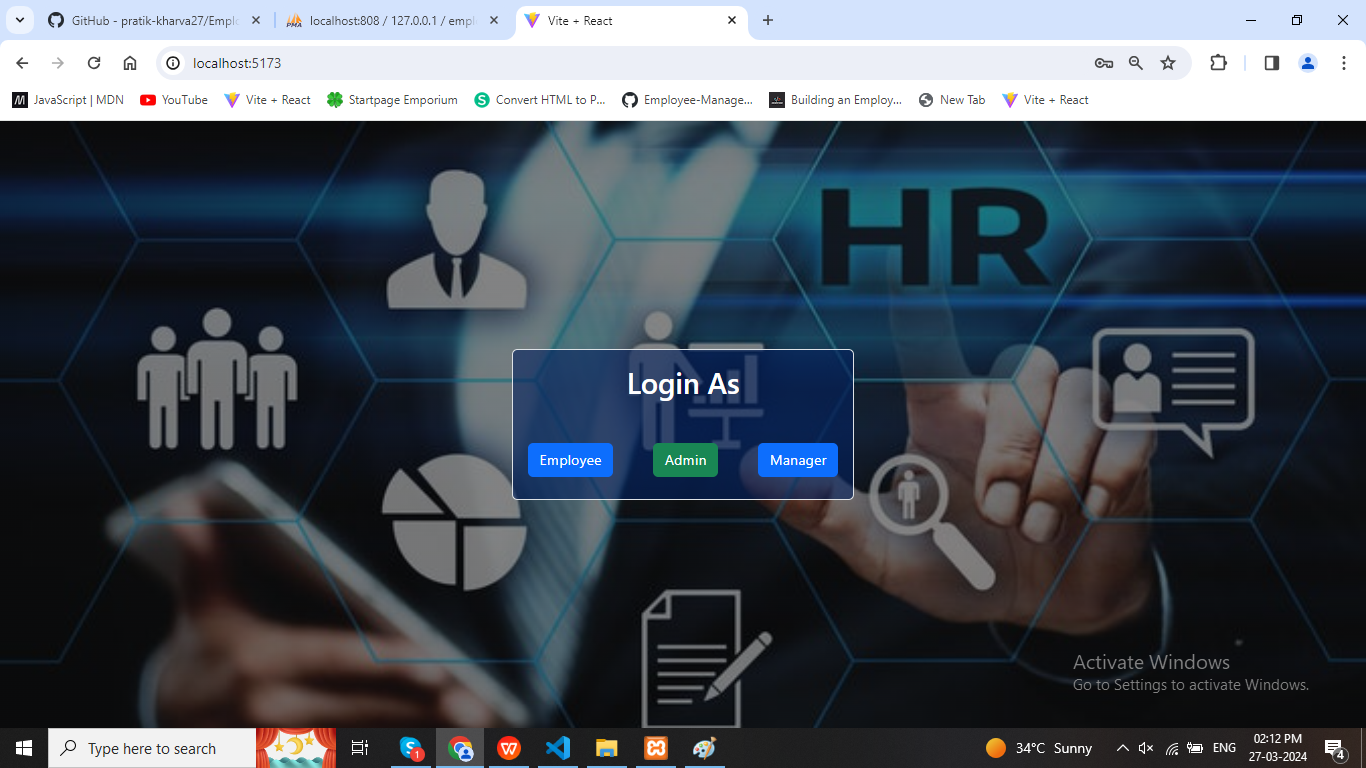 GitHub - pratik-kharva27/Emplo
localhost:808 / 127.0.0.1 / empl
Vite + React
localhost:5173
JavaScript | MDN
YouTube
Vite + React
Startpage Emporium
Convert HTML to P...
Employee-Manage...
Building an Employ...
New Tab
Vite + React
HR
Login As
Employee
Admin
Manager
Activate Windows
Go to Settings to activate Windows.
Type here to search
1
34°C Sunny
ENG
02:12 PM
27-03-2024
4